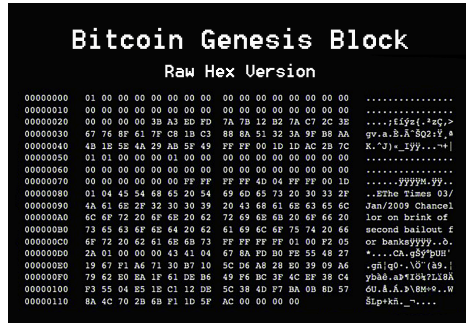 Bitcoin Genesis Block
Raw Hex Version
00000000 01 00 00 00 00 00 00 00 00 00 00 00 00 00 00 00 ................
00000010 00 00 00 00 00 00 00 00 00 00 00 00 00 00 00 00 ................
00000020 00 00 00 00 3B A3 ED FD 7A 7B 12 B2 7A C7 2C 3E ....;£íýz{.²zÇ,>
00000030 67 76 8F 61 7F C8 1B C3 88 8A 51 32 3A 9F B8 AA gv.a.È.ÃˆŠQ2:Ÿ¸ª
00000040 4B 1E 5E 4A 29 AB 5F 49 FF FF 00 1D 1D AC 2B 7C K.^J)«_Iÿÿ...¬+|
00000050 01 01 00 00 00 01 00 00 00 00 00 00 00 00 00 00 ................
00000060 00 00 00 00 00 00 00 00 00 00 00 00 00 00 00 00 ................
00000070 00 00 00 00 00 00 FF FF FF FF 4D 04 FF FF 00 1D ......ÿÿÿÿM.ÿÿ..
00000080 01 04 45 54 68 65 20 54 69 6D 65 73 20 30 33 2F ..EThe Times 03/
00000090 4A 61 6E 2F 32 30 30 39 20 43 68 61 6E 63 65 6C Jan/2009 Chancel
000000A0 6C 6F 72 20 6F 6E 20 62 72 69 6E 6B 20 6F 66 20 lor on brink of
000000B0 73 65 63 6F 6E 64 20 62 61 69 6C 6F 75 74 20 66 second bailout f
000000C0 6F 72 20 62 61 6E 6B 73 FF FF FF FF 01 00 F2 05 or banksÿÿÿÿ..ò.
000000D0 2A 01 00 00 00 43 41 04 67 8A FD B0 FE 55 48 27 *....CA.gŠý°þUH'
000000E0 19 67 F1 A6 71 30 B7 10 5C D6 A8 28 E0 39 09 A6 .gñ¦q0·.\Ö¨(à9.¦
000000F0 79 62 E0 EA 1F 61 DE B6 49 F6 BC 3F 4C EF 38 C4 ybàê.aÞ¶Iö¼?Lï8Ä
00000100 F3 55 04 E5 1E C1 12 DE 5C 38 4D F7 BA 0B 8D 57 óU.å.Á.Þ\8M÷º..W
00000110 8A 4C 70 2B 6B F1 1D 5F AC 00 00 00 00 ŠLp+kñ._¬....